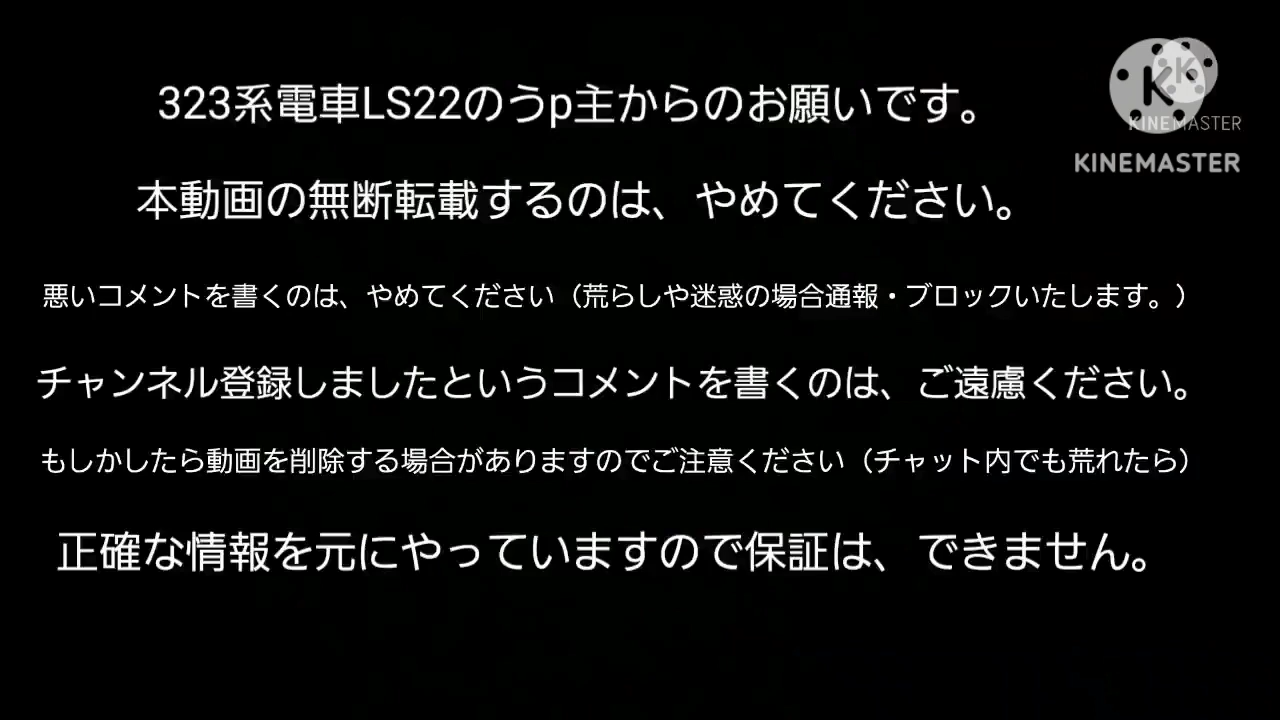 323系電車LS22のうp主からのお願いです。
KINEMASTER
KINEMASTER
本動画の無断転載するのは、やめてください。
悪いコメントを書くのは、やめてください（荒らしや迷惑の場合通報・ブロックいたします。）
チャンネル登録しましたというコメントを書くのは、ご遠慮ください。
もしかしたら動画を削除する場合がありますのでご注意ください（チャット内でも荒れたら）
正確な情報を元にやっていますので保証は、できません。